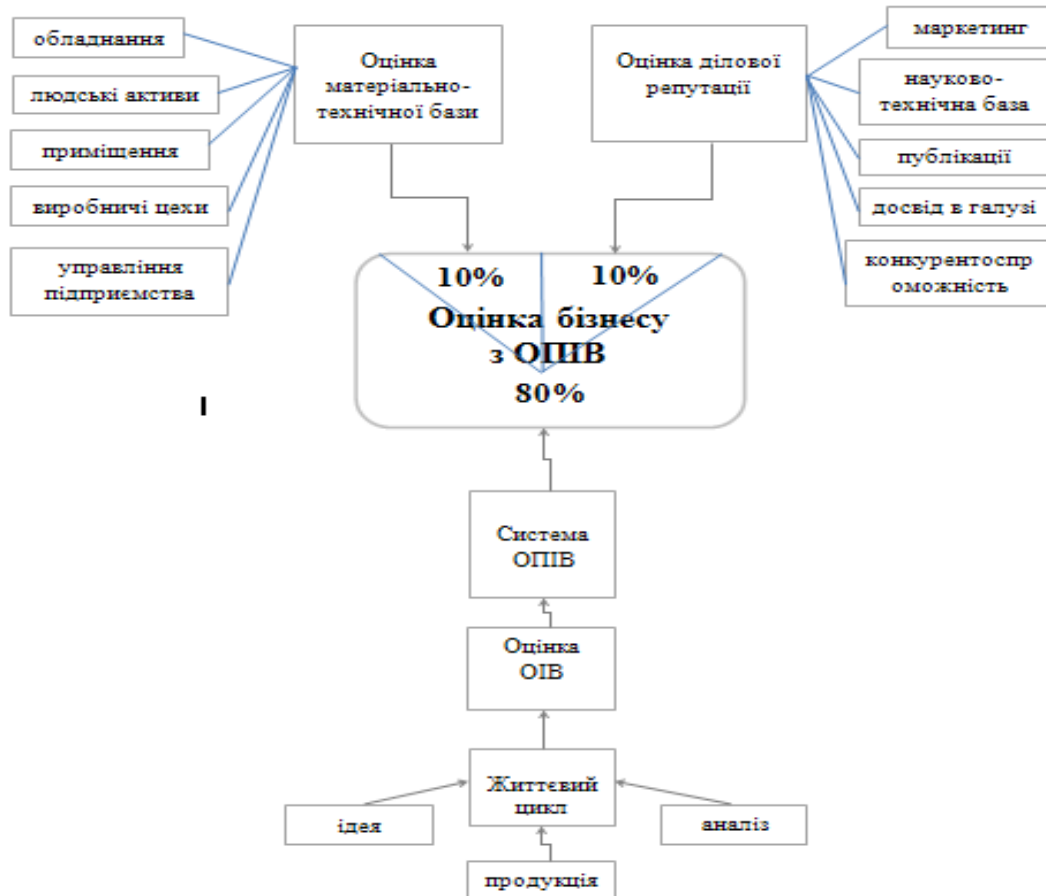 обладнання
людські активи
приміщення
виробничі цехи
управління
підприємства
Оцінка
матеріально-
технічної бази
Оцінка ділової
репутації
маркетинг
науково-
технічна база
публікації
досвід в галузі
конкурентоспр
оможність
10%
10%
Оцінка бізнесу
з ОПІВ
80%
І
Система
ОПІВ
Оцінка
ОІВ
Життєвий
цикл
ідея
аналіз
продукція